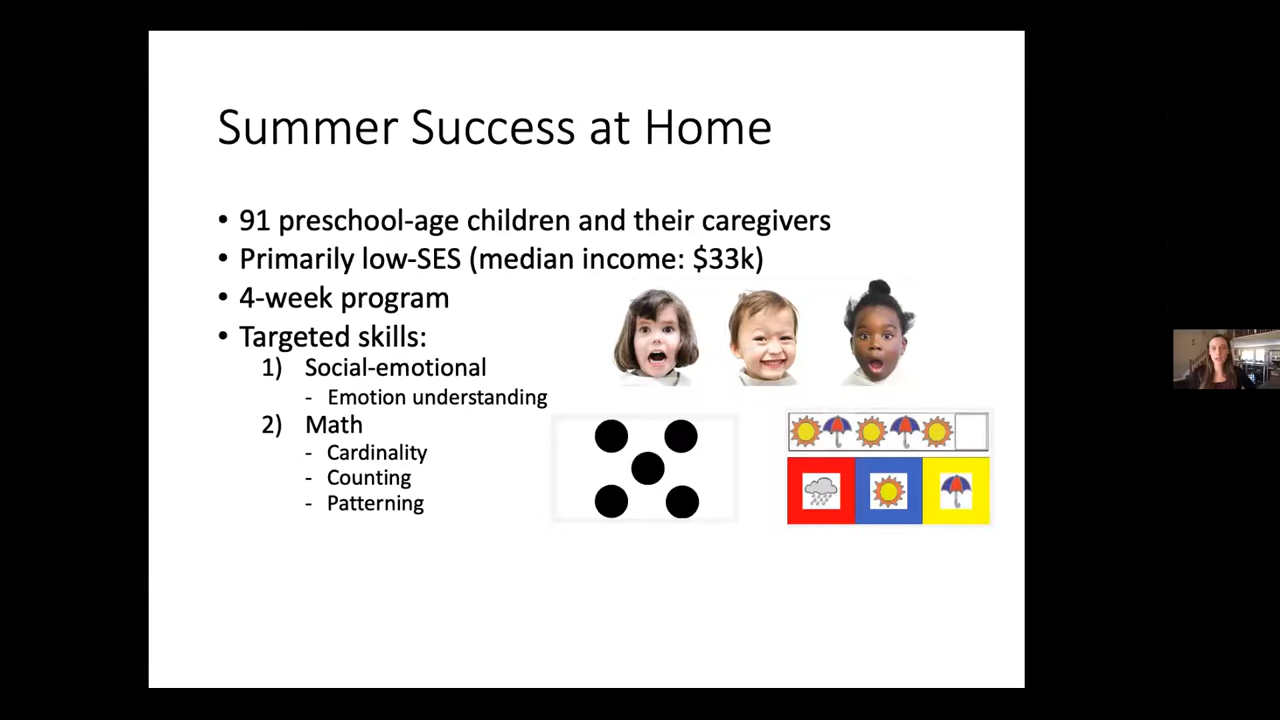 Summer Success at Home
• 91 preschool-age children and their caregivers
• Primarily low-SES (median income: $33k)
• 4-week program
• Targeted skills:
1) Social-emotional
- Emotion understanding
2) Math
- Cardinality
- Counting
- Patterning